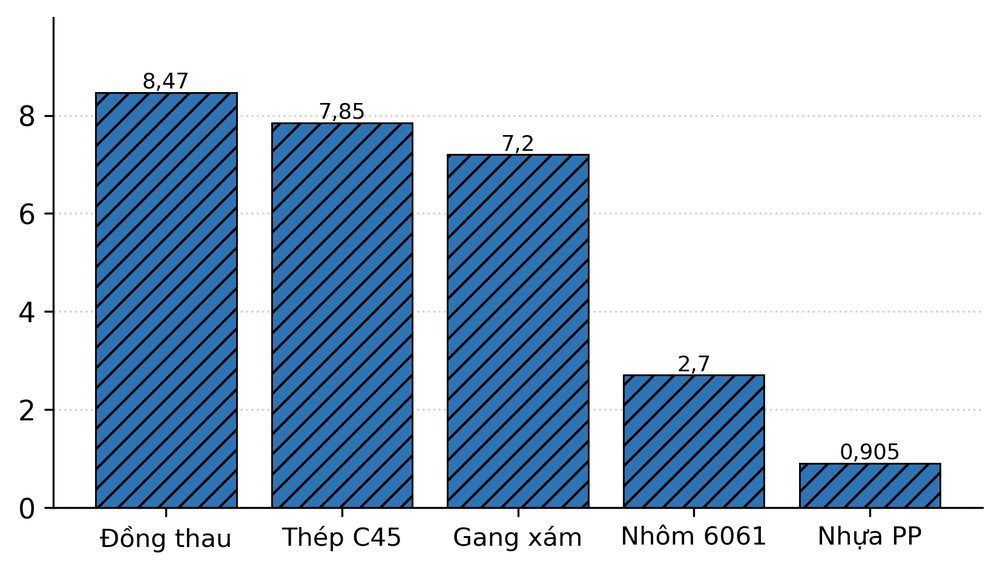 8,47
7,85
7,2
2,7
0,905
8
6
4
2
0
Đồng thau
Thép C45
Gang xám
Nhôm 6061
Nhựa PP